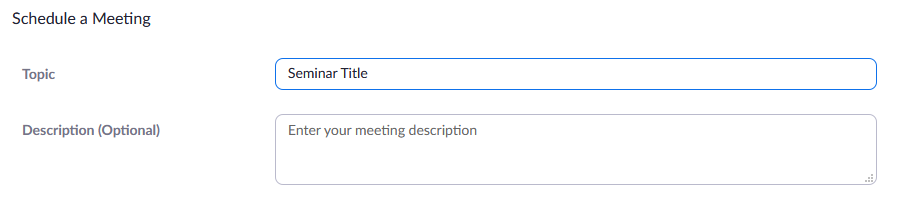 Schedule a Meeting
Topic
Seminar Title
Description (Optional)
Enter your meeting description